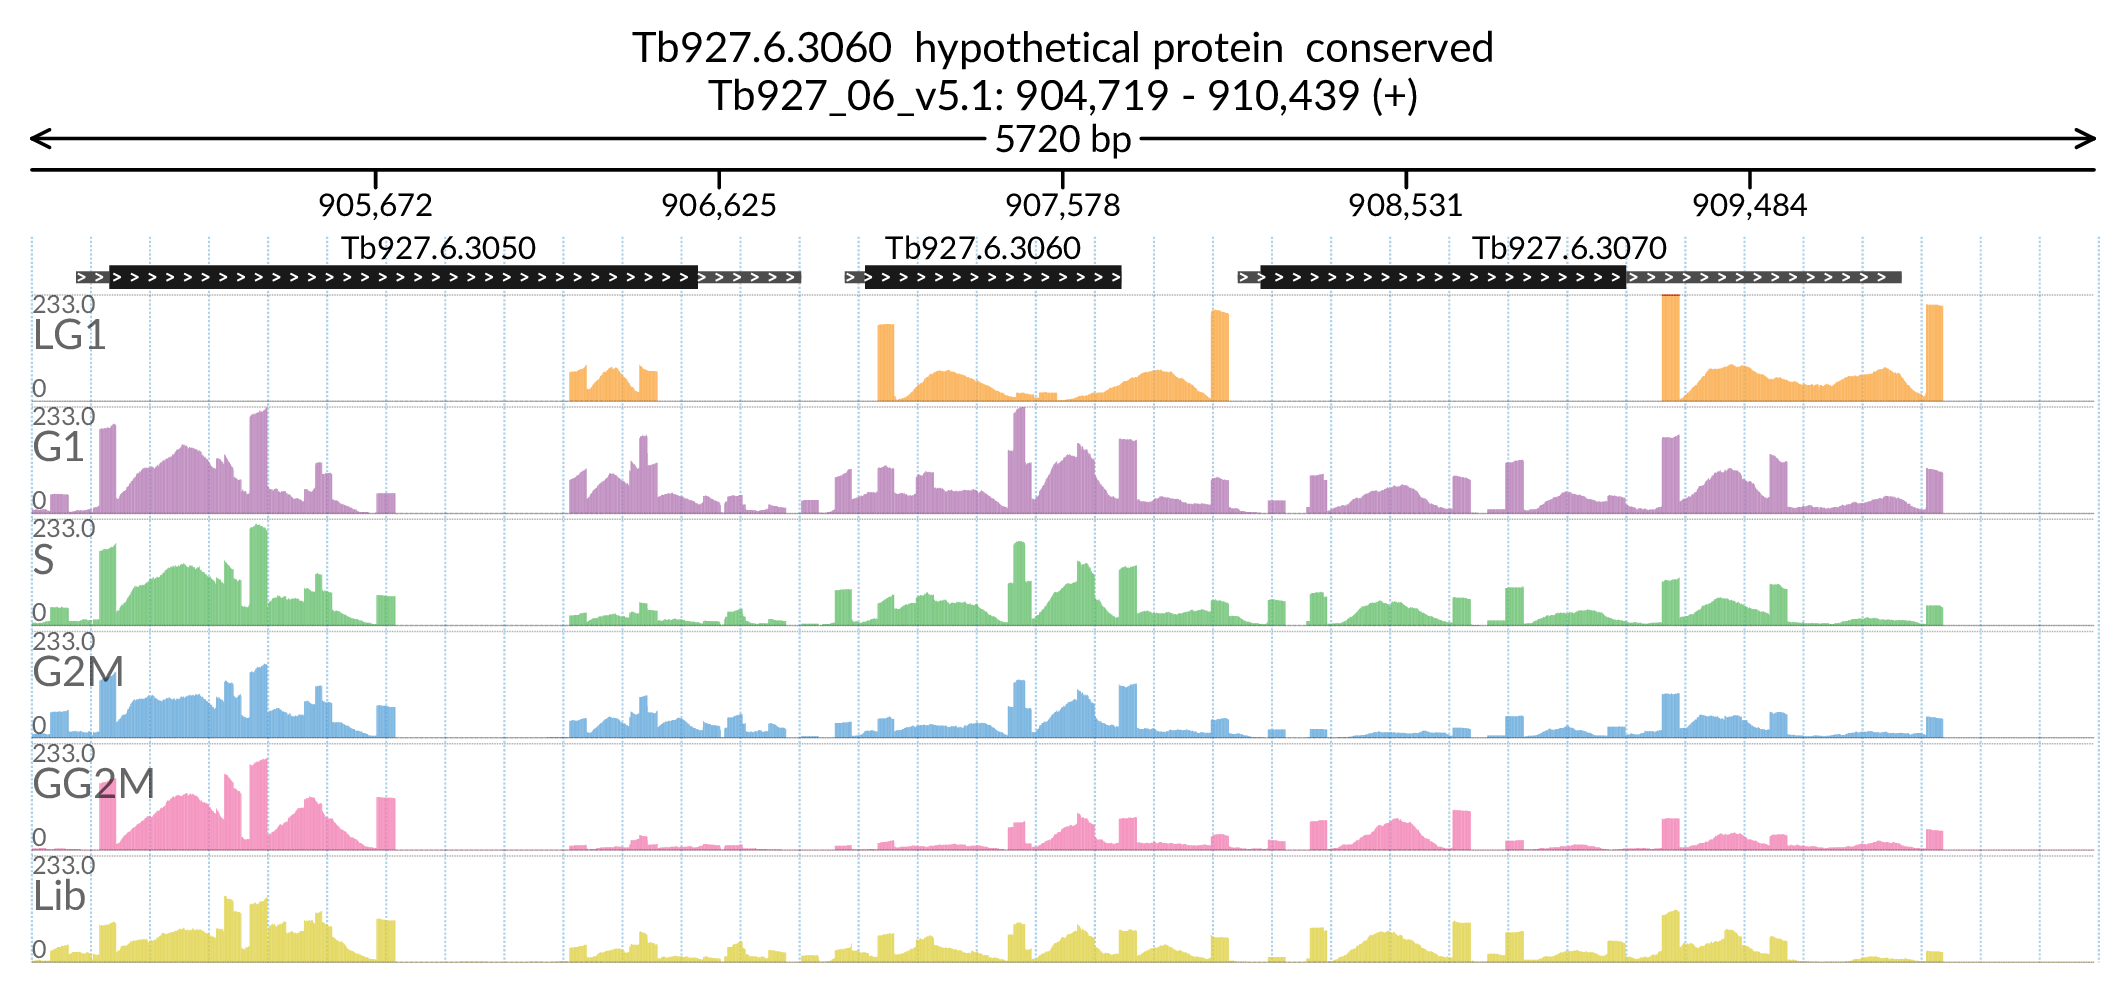 Tb927.6.3060 hypothetical protein conserved
Tb927_06_v5.1: 904,719 - 910,439 (+)
5720 bp
905,672 906,625 907,578 908,531 909,484
Tb927.6.3050 Tb927.6.3060 Tb927.6.3070
233.0
LG1
0
233.0
G1
0
233.0
S
0
233.0
G2M
0
233.0
GG2M
0
233.0
Lib
0